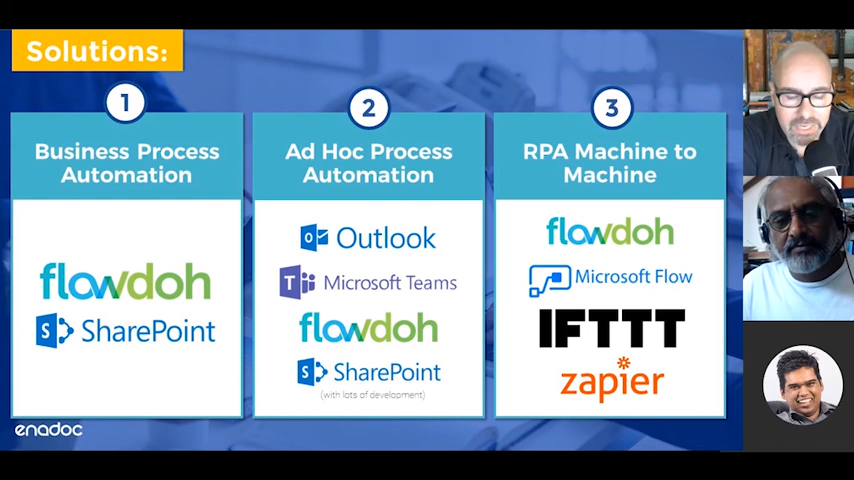 Solutions:
1
Business Process
Automation
flowdoh
S SharePoint
2
Ad Hoc Process
Automation
O Outlook
T Microsoft Teams
flowdoh
S SharePoint
(with lots of development)
3
RPA Machine to
Machine
flowdoh
Microsoft Flow
IFTTT
zapier
enadoc